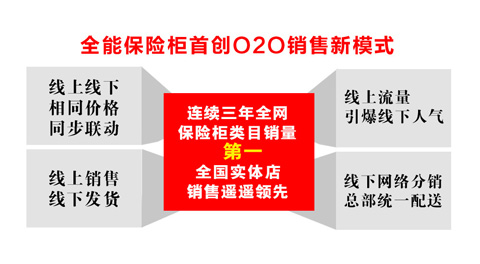 全能保险柜首创O2O销售新模式
线上线下
相同价格
同步联动
线上销售
线下发货
连续三年全网
保险柜类目销量
第一
全国实体店
销售遥遥领先
线上流量
引爆线下人气
线下网络分销
总部统一配送